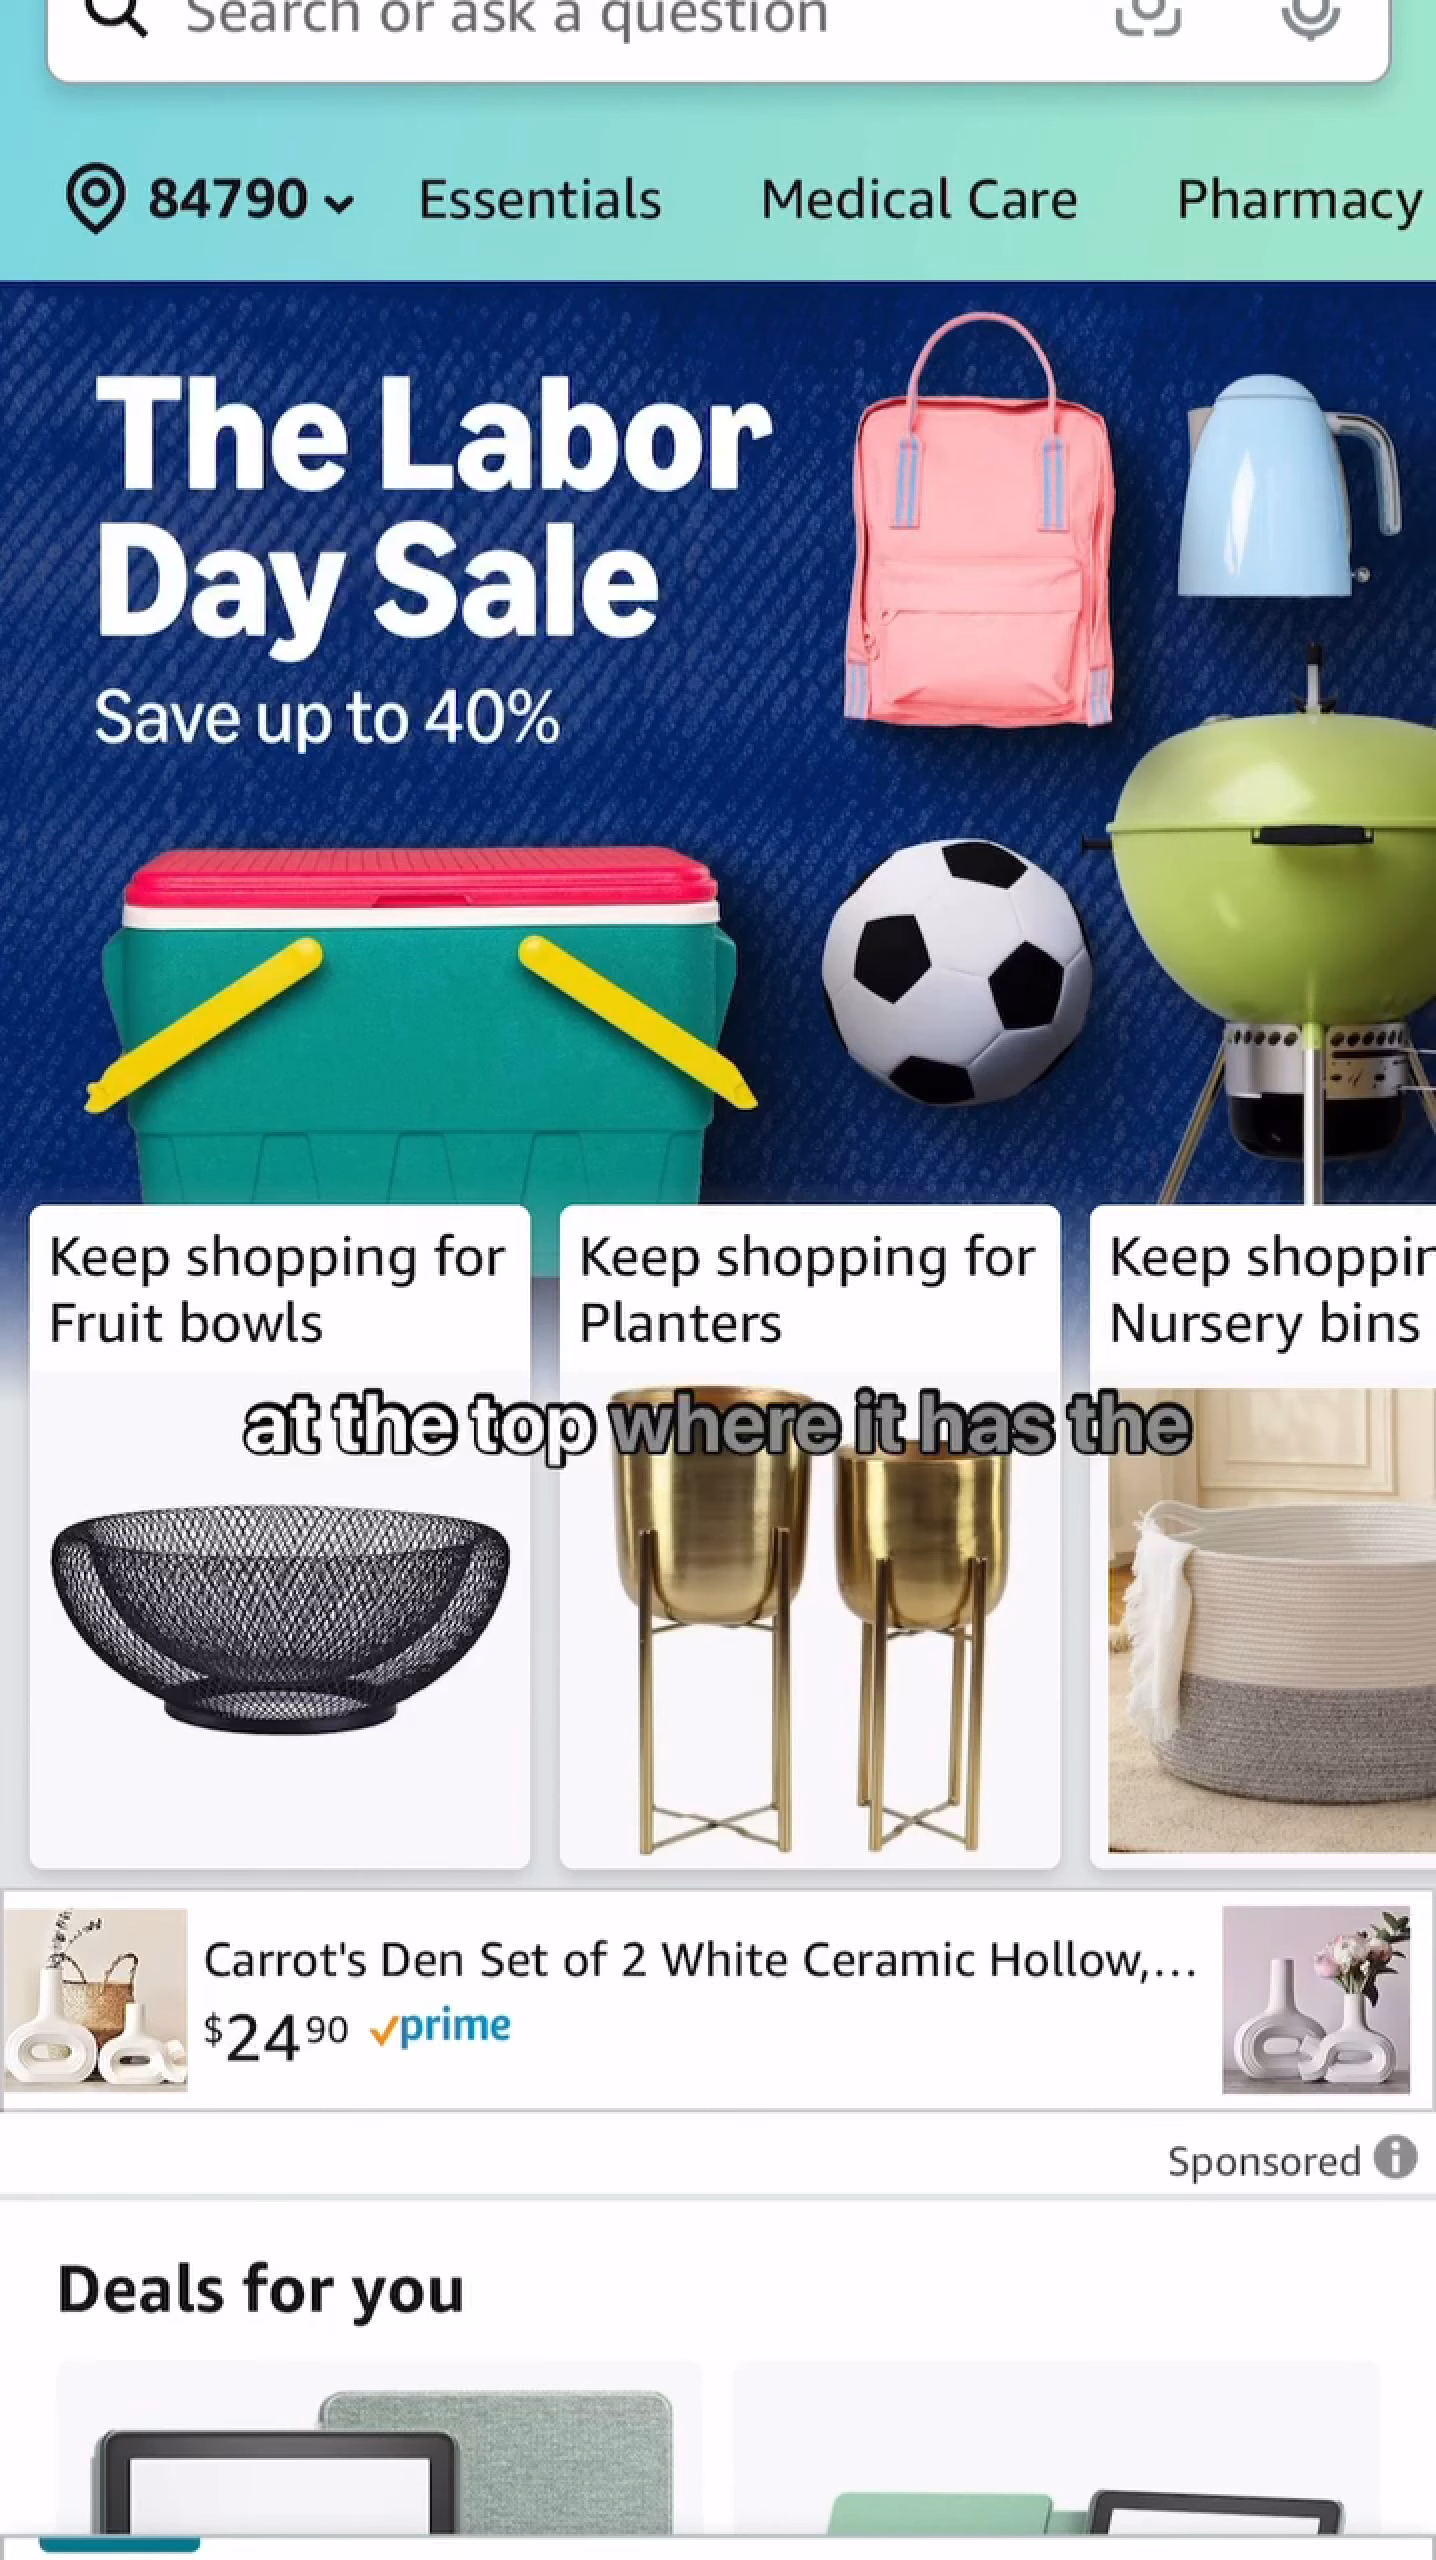 Search or ask a question
84790
Essentials
Medical Care
Pharmacy
The Labor
Day Sale
Save up to 40%
Keep shopping for
Fruit bowls
Keep shopping for
Planters
Keep shoppin
Nursery bins
at the top where it has the
Carrot's Den Set of 2 White Ceramic Hollow,...
$24 90 prime
Sponsored
Deals for you